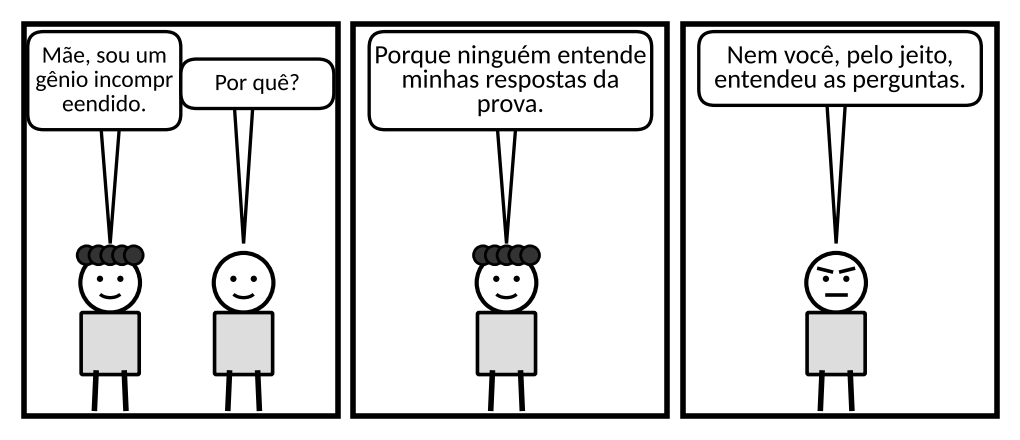 Mãe, sou um
gênio incompr
eendido.
Por quê?
Porque ninguém entende
minhas respostas da
prova.
Nem você, pelo jeito,
entendeu as perguntas.